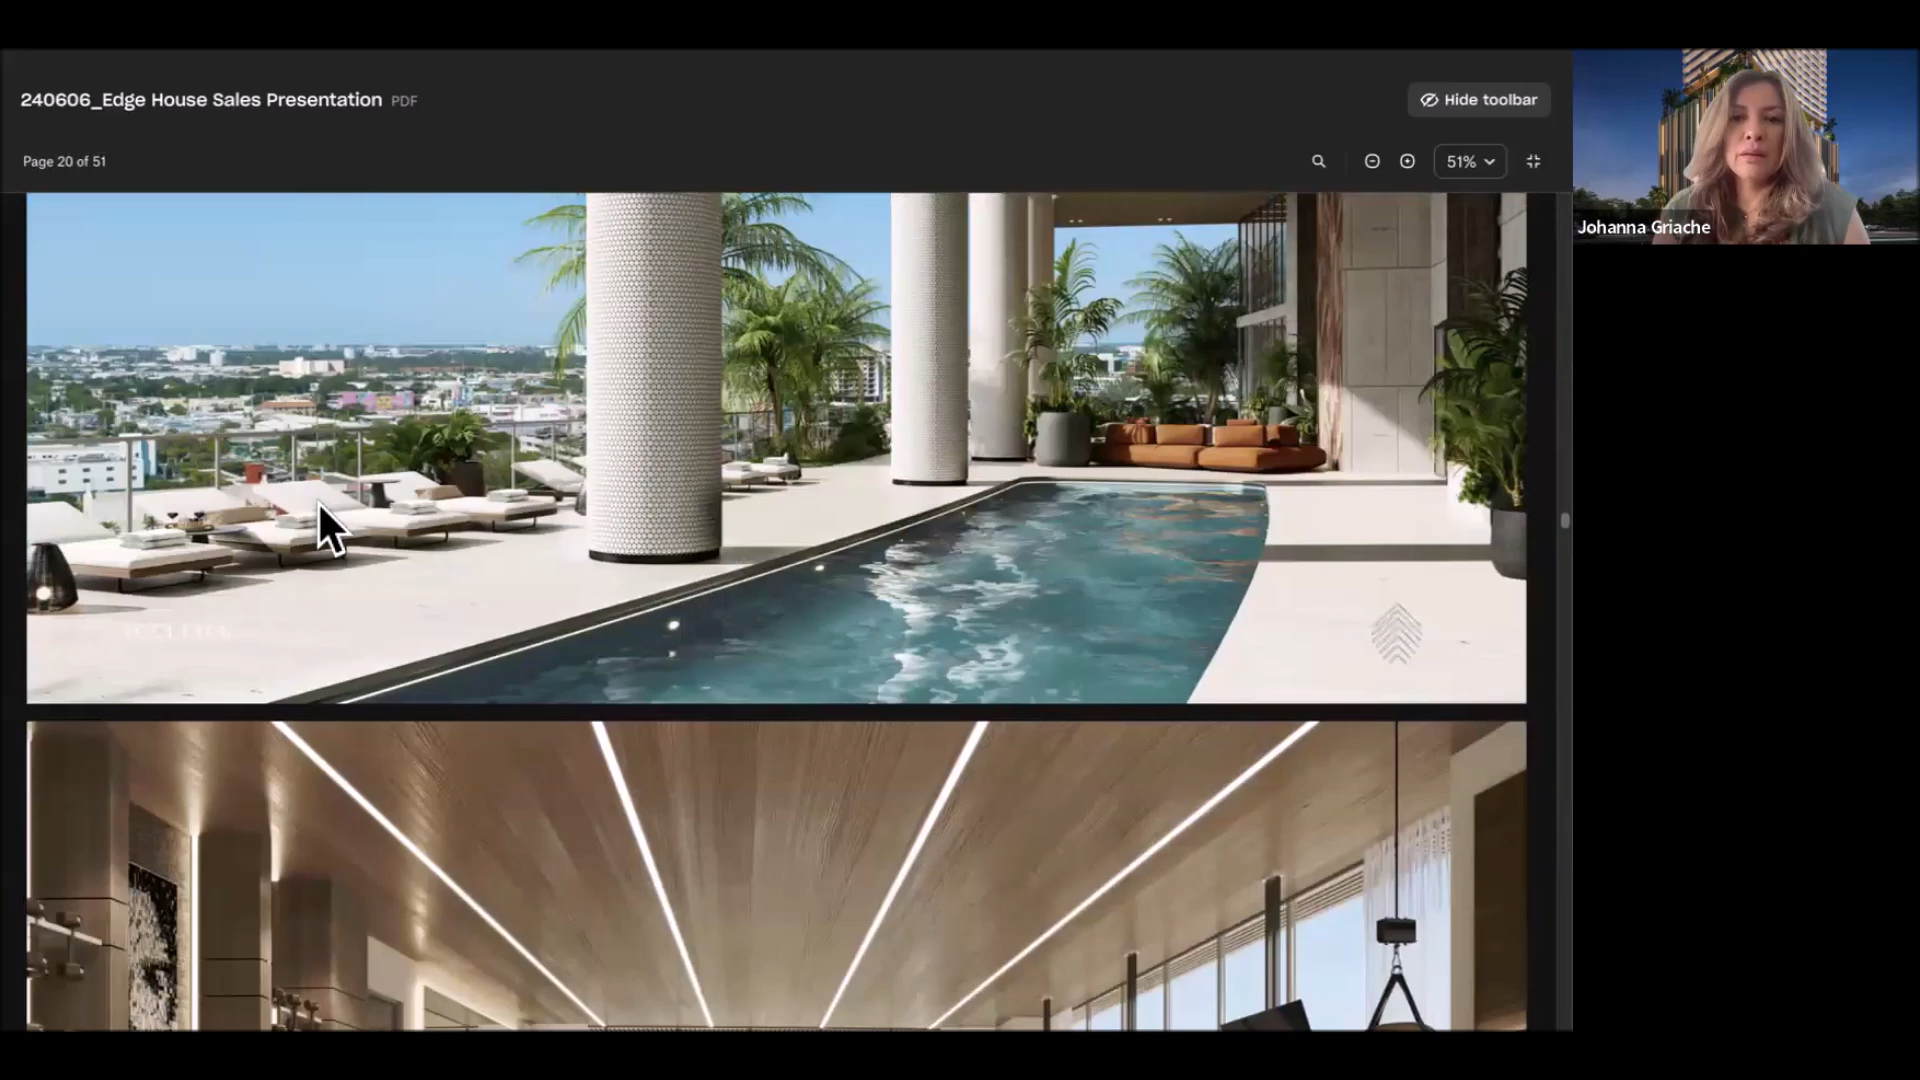 240606_Edge House Sales Presentation PDF
Hide toolbar
Page 20 of 51
51%
Johanna Griache